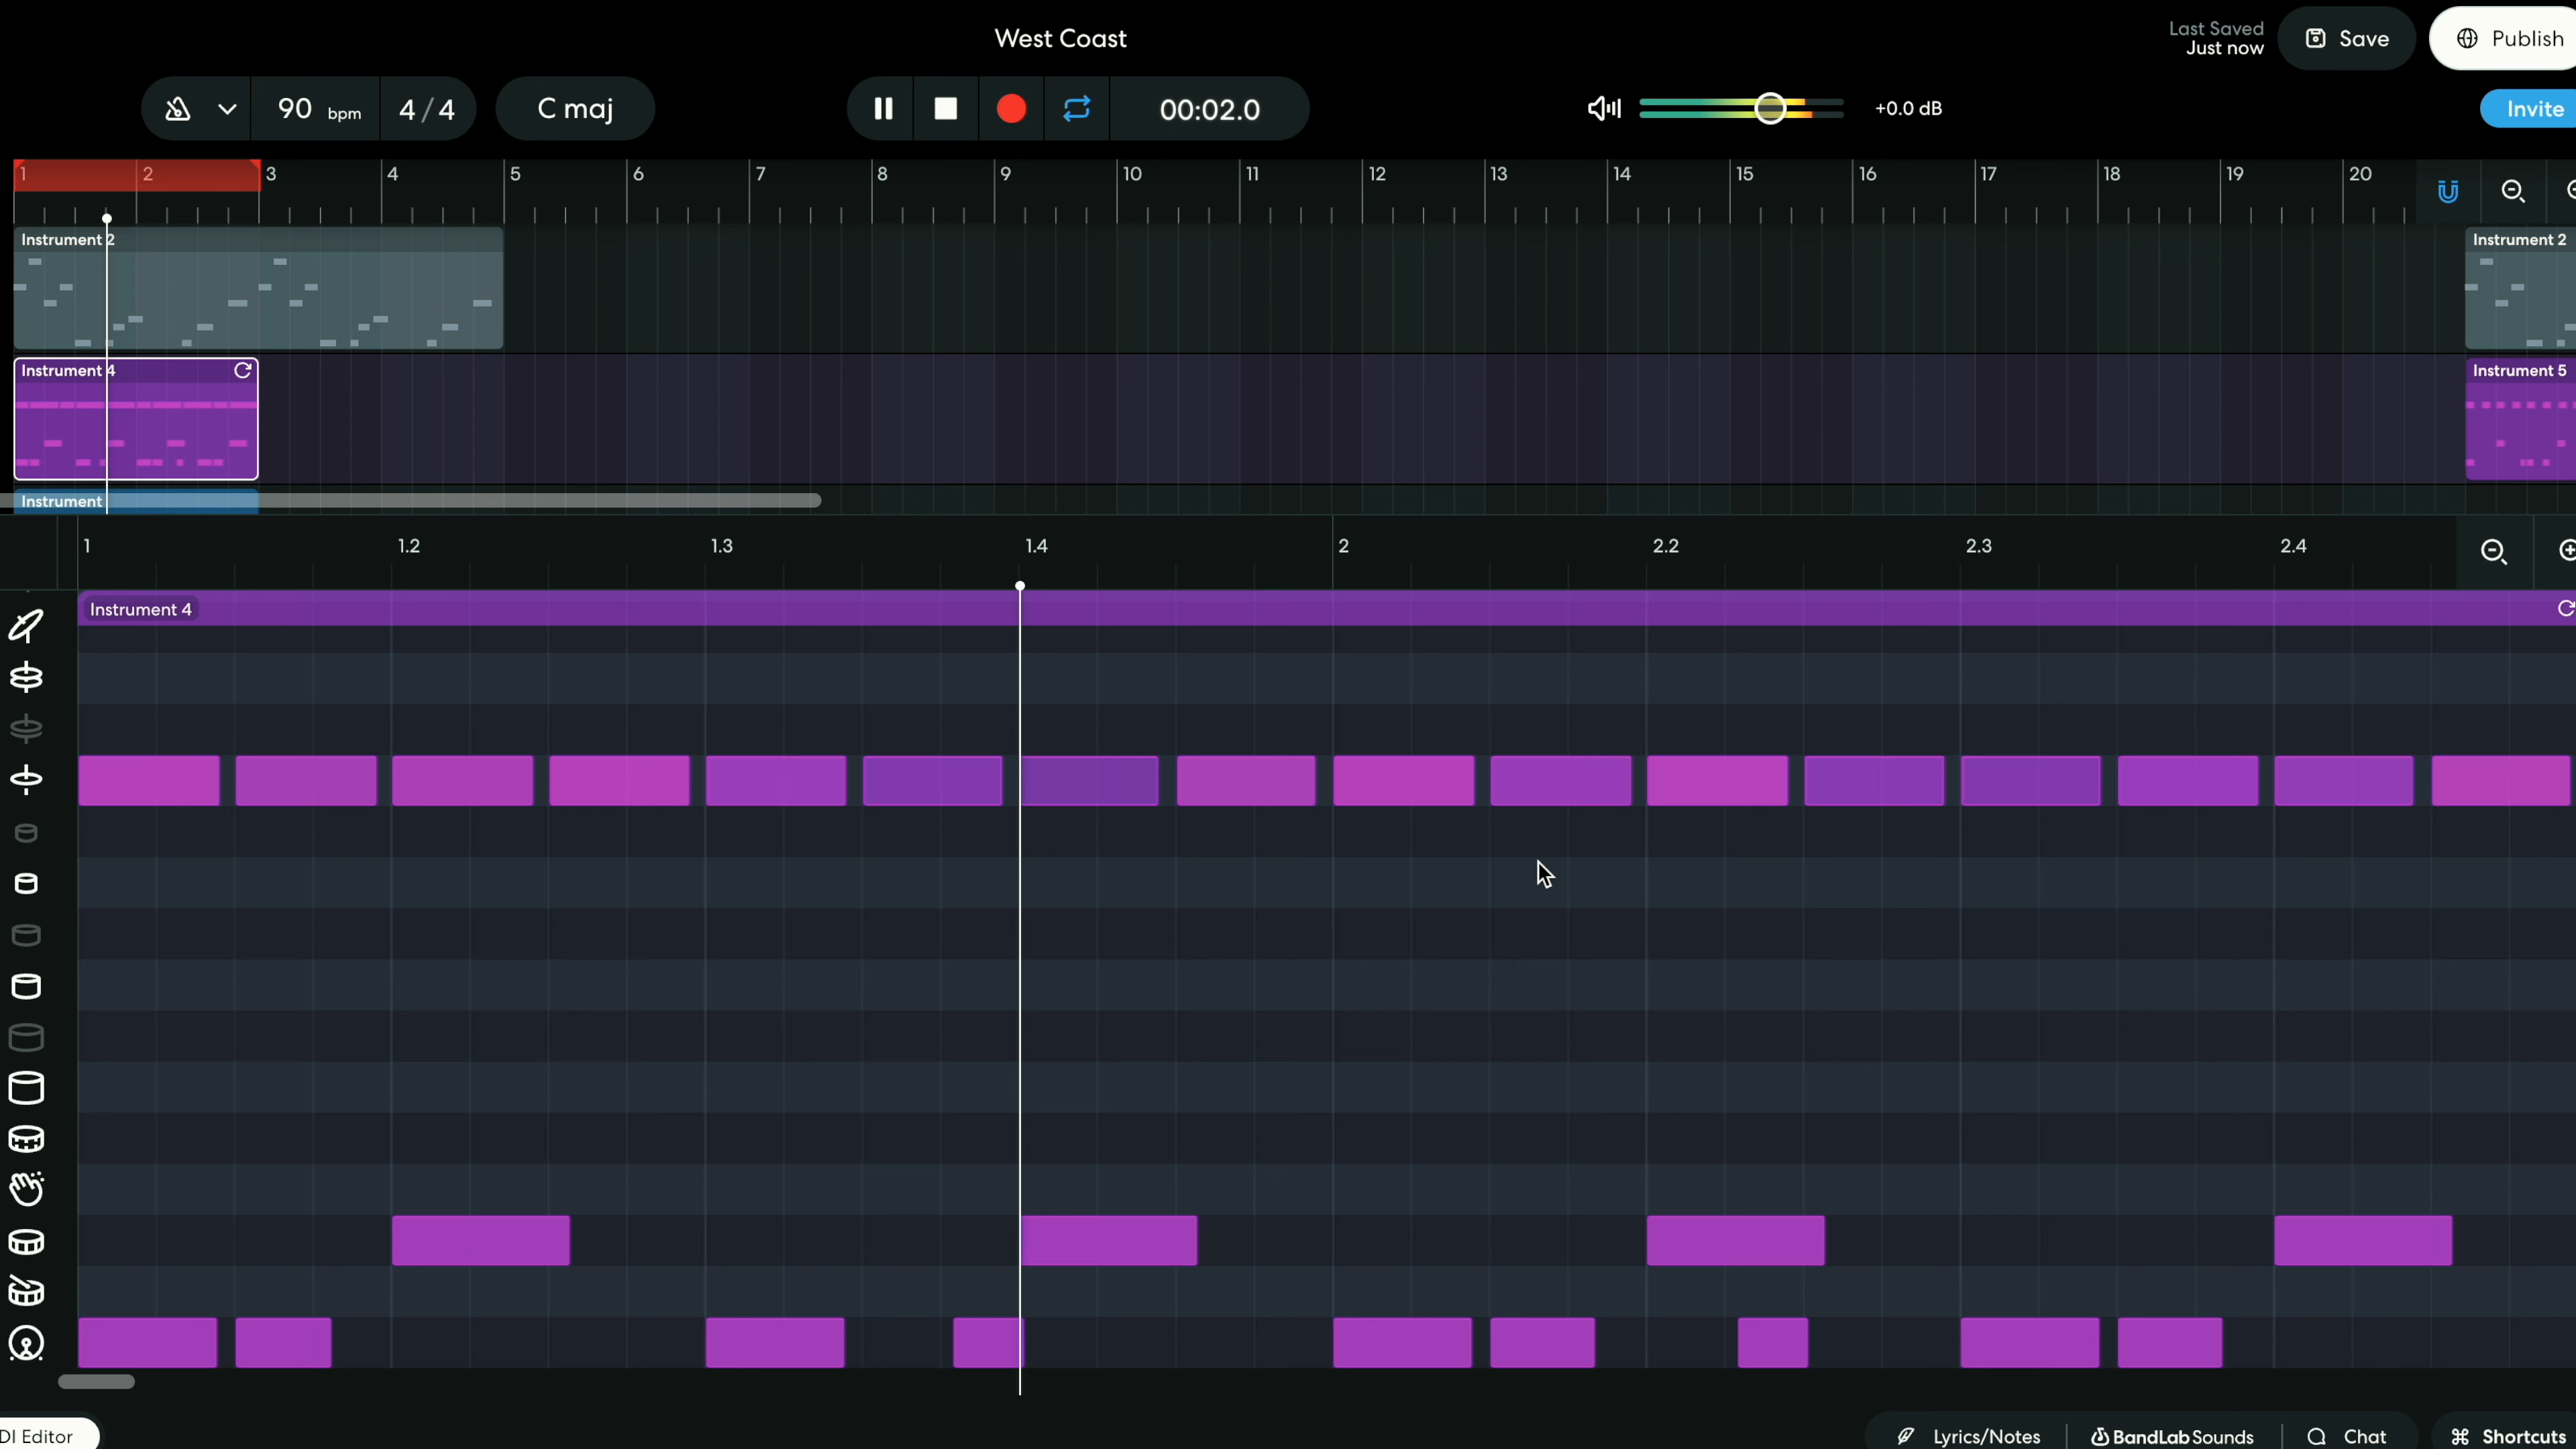 West Coast
Last Saved
Just now
Save
Publish
90 bpm
4/4
C maj
00:02.0
+0.0 dB
Invite
1 2 3 4 5 6 7 8 9 10 11 12 13 14 15 16 17 18 19 20
Instrument 2
Instrument 2
Instrument 4
Instrument 5
Instrument
1 1.2 1.3 1.4 2 2.2 2.3 2.4
Instrument 4
DI Editor
Lyrics/Notes
BandLab Sounds
Chat
Shortcuts